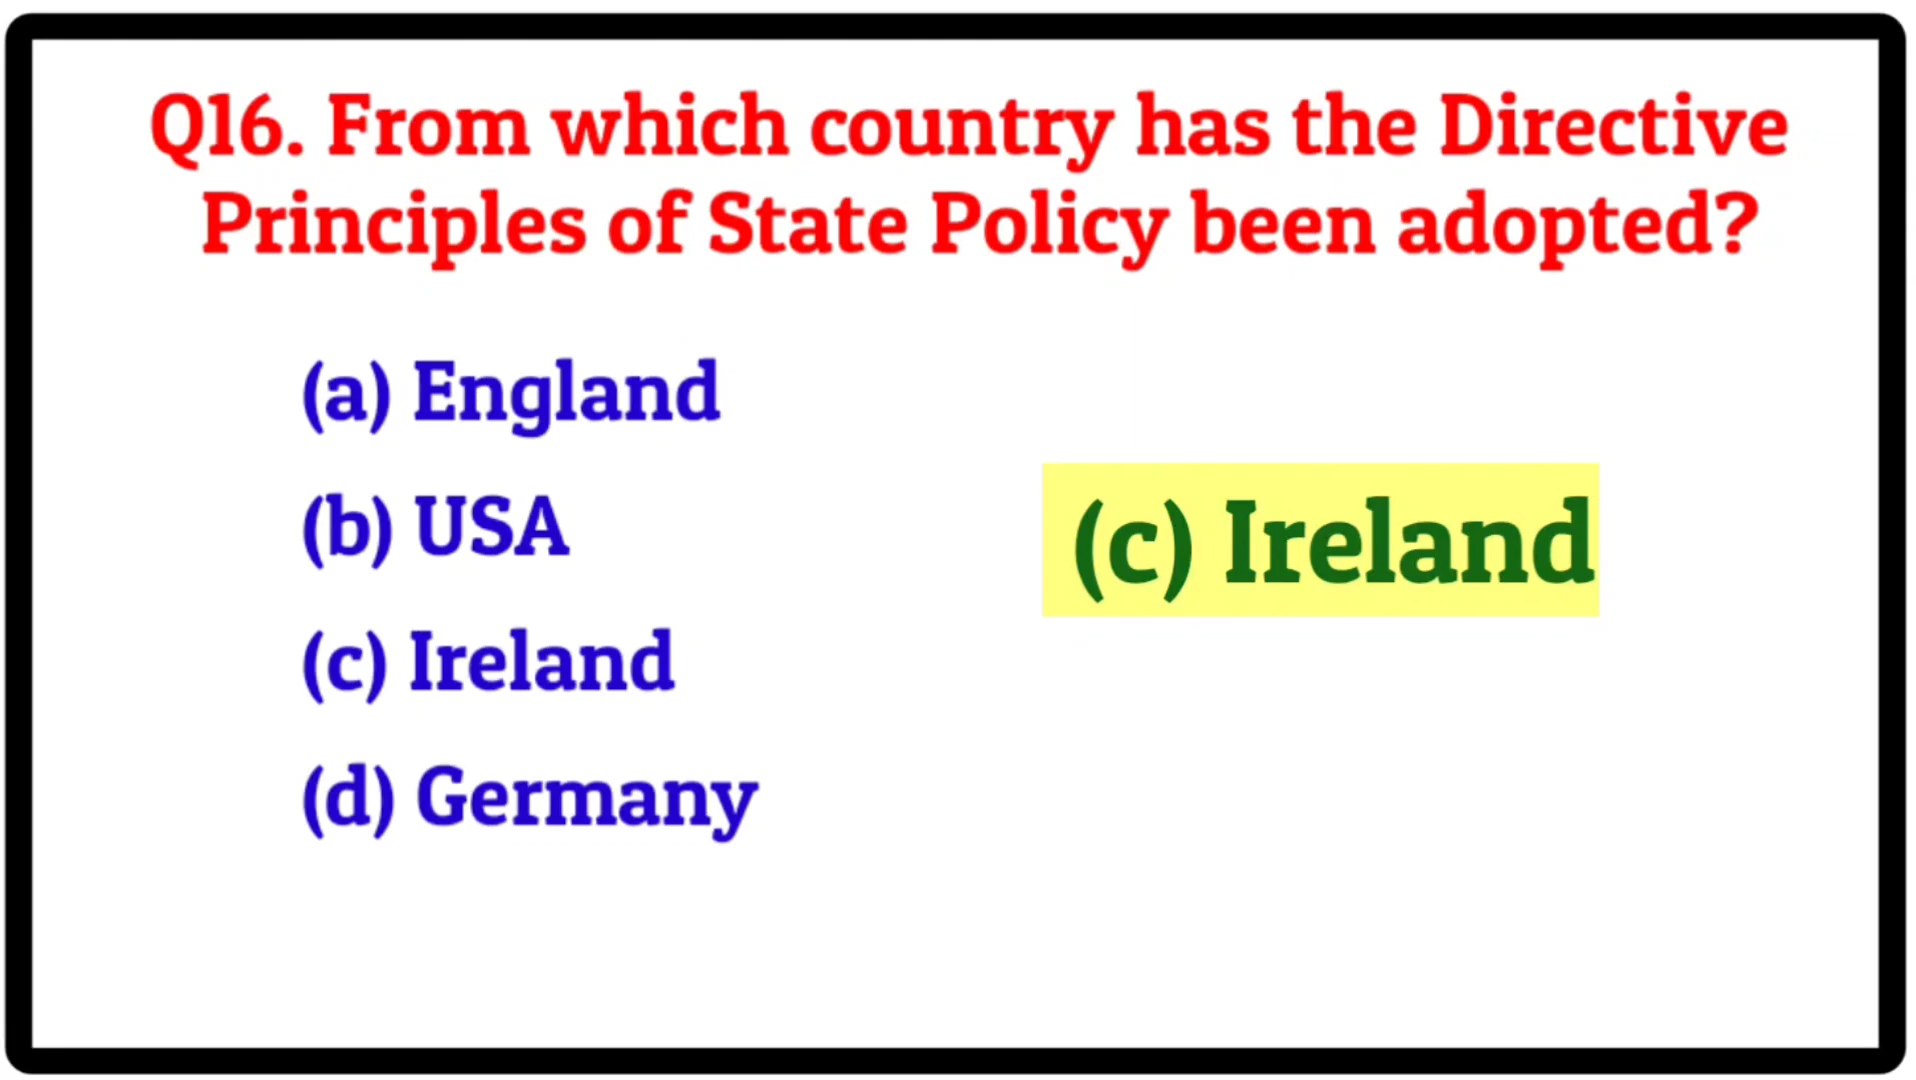 Q16. From which country has the Directive
Principles of State Policy been adopted?
(a) England
(b) USA
(c) Ireland
(d) Germany
(c) Ireland